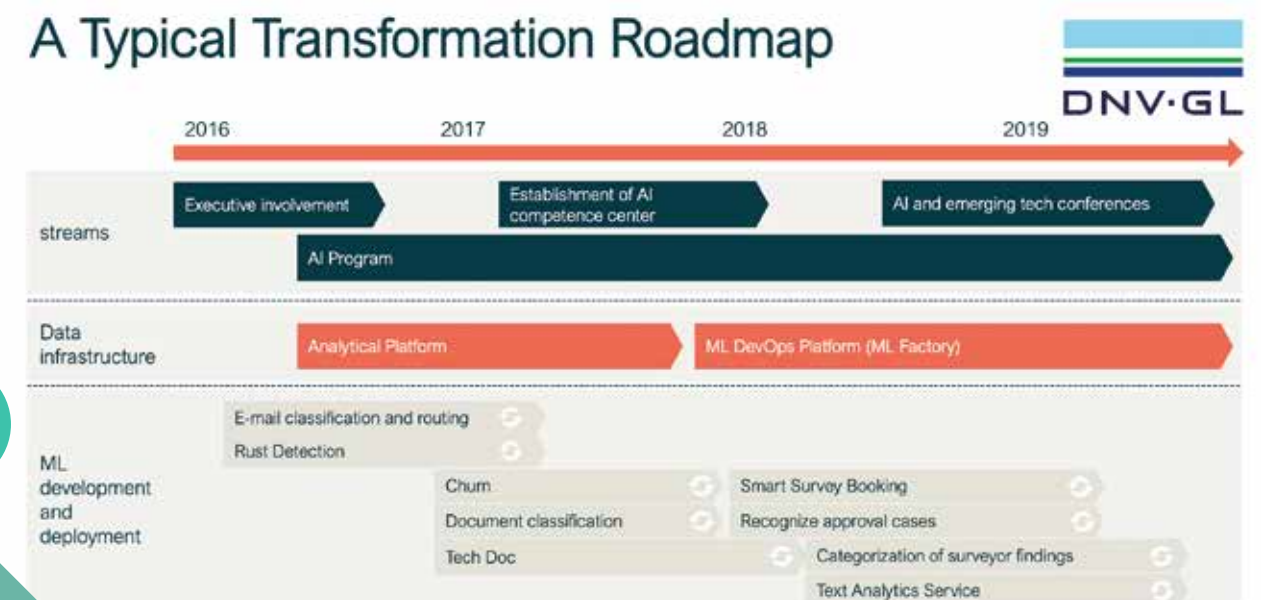 A Typical Transformation Roadmap
DNV·GL
2016 2017 2018 2019
streams
Executive involvement
Establishment of AI
competence center
AI and emerging tech conferences
AI Program
Data
infrastructure
Analytical Platform
ML DevOps Platform (ML Factory)
ML
development
and
deployment
E-mail classification and routing
Rust Detection
Churn
Smart Survey Booking
Document classification
Recognize approval cases
Tech Doc
Categorization of surveyor findings
Text Analytics Service